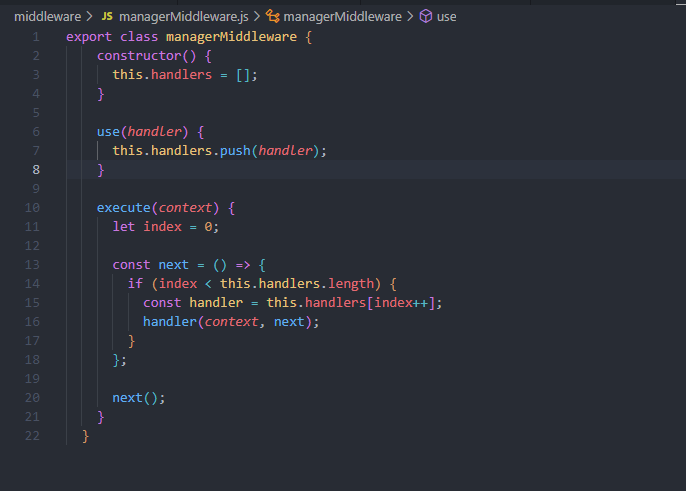 middleware > JS managerMiddleware.js > managerMiddleware > use
1 export class managerMiddleware {
2     constructor() {
3       this.handlers = [];
4     }
5
6     use(handler) {
7       this.handlers.push(handler);
8     }
9
10     execute(context) {
11       let index = 0;
12
13       const next = () => {
14         if (index < this.handlers.length) {
15           const handler = this.handlers[index++];
16           handler(context, next);
17         }
18       };
19
20       next();
21     }
22   }